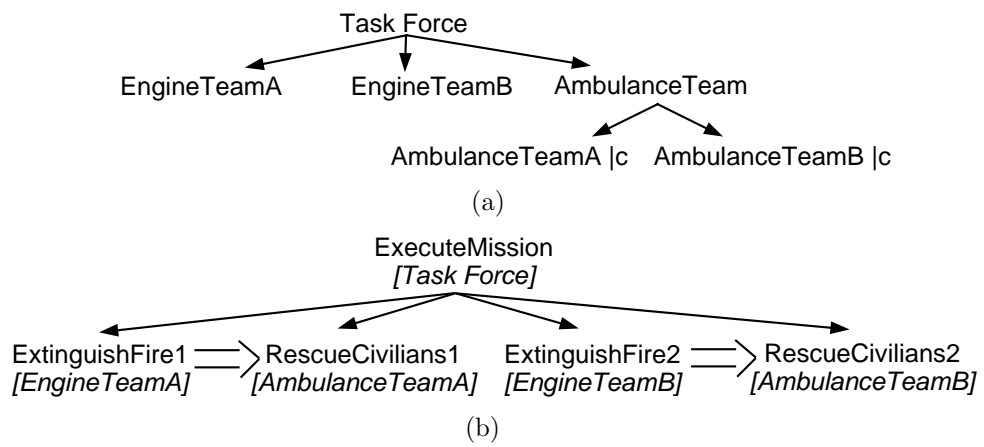 Task Force
EngineTeamA EngineTeamB AmbulanceTeam
AmbulanceTeamA |c AmbulanceTeamB |c
(a)
ExecuteMission
[Task Force]
ExtinguishFire1 RescueCivilians1 ExtinguishFire2 RescueCivilians2
[EngineTeamA] [AmbulanceTeamA] [EngineTeamB] [AmbulanceTeamB]
(b)